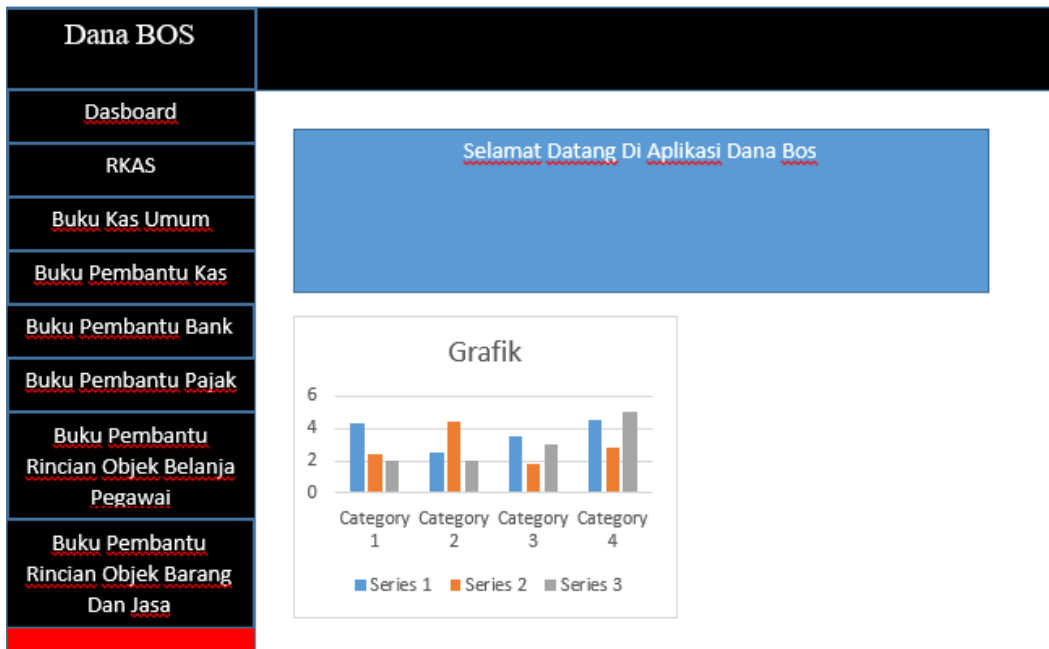 Dana BOS
Dasboard
RKAS
Buku Kas Umum
Buku Pembantu Kas
Buku Pembantu Bank
Buku Pembantu Pajak
Buku Pembantu
Rincian Objek Belanja
Pegawai
Buku Pembantu
Rincian Objek Barang
Dan Jasa
Selamat Datang Di Aplikasi Dana Bos
Grafik
6
4
2
0
Category Category Category Category
1 2 3 4
Series 1 Series 2 Series 3